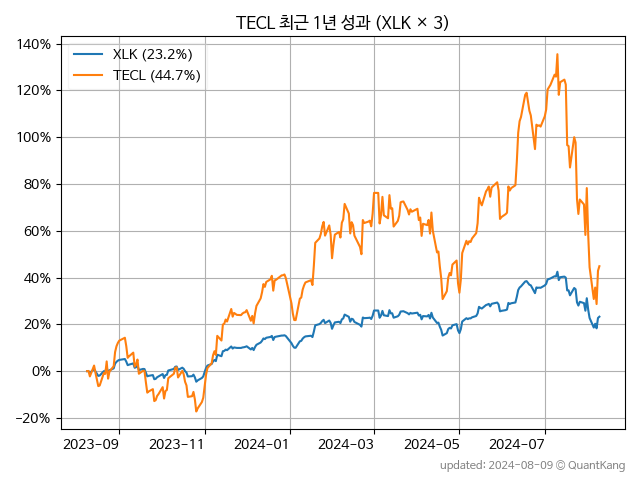 TECL 최근 1년 성과 (XLK × 3)
140%
XLK (23.2%)
TECL (44.7%)
120%
100%
80%
60%
40%
20%
0%
−20%
2023-09 2023-11 2024-01 2024-03 2024-05 2024-07
updated: 2024-08-09 © QuantKang